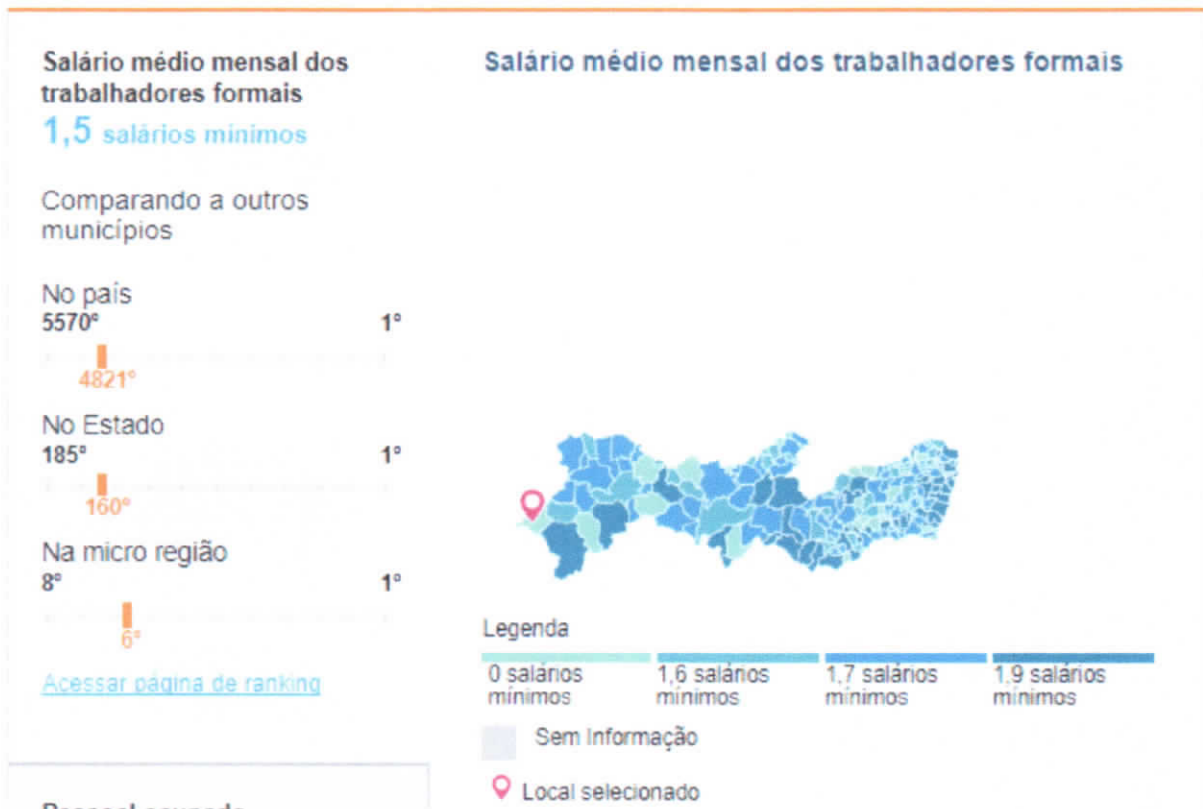 Salário médio mensal dos
trabalhadores formais
1,5 salários mínimos
Comparando a outros
municípios
No país
5570º 1º
4821º
No Estado
185º 1º
160º
Na micro região
8º 1º
6º
Acessar página de ranking
Salário médio mensal dos trabalhadores formais
Legenda
0 salários
mínimos
1,6 salários
mínimos
1,7 salários
mínimos
1,9 salários
mínimos
Sem Informação
Local selecionado